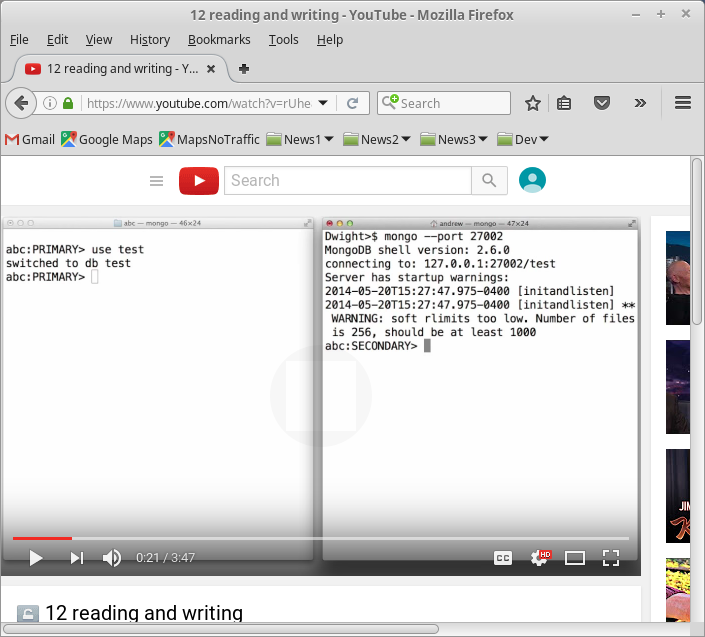 12 reading and writing - YouTube - Mozilla Firefox
File Edit View History Bookmarks Tools Help
12 reading and writing - Y...
https://www.youtube.com/watch?v=rUhe
Search
Gmail Google Maps MapsNoTraffic News1 News2 News3 Dev
Search
abc — mongo — 46×24
abc:PRIMARY> use test
switched to db test
abc:PRIMARY>
andrew — mongo — 47×24
Dwight>$ mongo --port 27002
MongoDB shell version: 2.6.0
connecting to: 127.0.0.1:27002/test
Server has startup warnings:
2014-05-20T15:27:47.975-0400 [initandlisten]
2014-05-20T15:27:47.975-0400 [initandlisten] **
WARNING: soft rlimits too low. Number of files
is 256, should be at least 1000
abc:SECONDARY>
JI
0:21 / 3:47
CC
HD
12 reading and writing